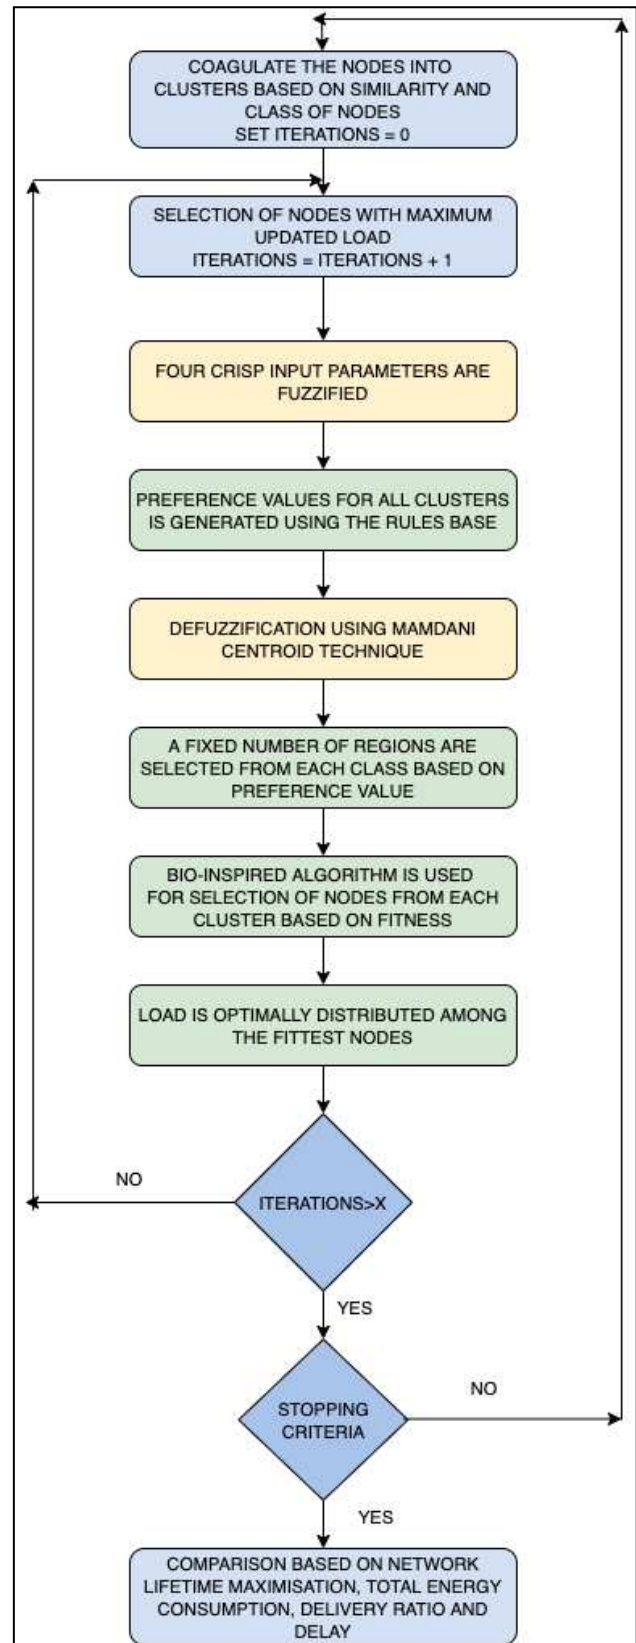 COAGULATE THE NODES INTO
CLUSTERS BASED ON SIMILARITY AND
CLASS OF NODES
SET ITERATIONS = 0
SELECTION OF NODES WITH MAXIMUM
UPDATED LOAD
ITERATIONS = ITERATIONS + 1
FOUR CRISP INPUT PARAMETERS ARE
FUZZIFIED
PREFERENCE VALUES FOR ALL CLUSTERS
IS GENERATED USING THE RULES BASE
DEFUZZIFICATION USING MAMDANI
CENTROID TECHNIQUE
A FIXED NUMBER OF REGIONS ARE
SELECTED FROM EACH CLASS BASED ON
PREFERENCE VALUE
BIO-INSPIRED ALGORITHM IS USED
FOR SELECTION OF NODES FROM EACH
CLUSTER BASED ON FITNESS
LOAD IS OPTIMALLY DISTRIBUTED AMONG
THE FITTEST NODES
NO
ITERATIONS>X
YES
NO
STOPPING
CRITERIA
YES
COMPARISON BASED ON NETWORK
LIFETIME MAXIMISATION, TOTAL ENERGY
CONSUMPTION, DELIVERY RATIO AND
DELAY